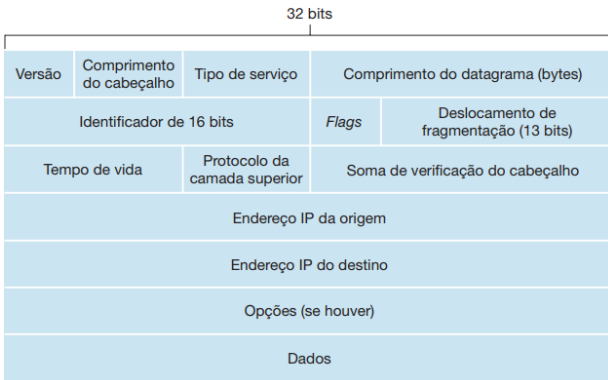 32 bits
Versão
Comprimento
do cabeçalho
Tipo de serviço
Comprimento do datagrama (bytes)
Identificador de 16 bits
Flags
Deslocamento de
fragmentação (13 bits)
Tempo de vida
Protocolo da
camada superior
Soma de verificação do cabeçalho
Endereço IP da origem
Endereço IP do destino
Opções (se houver)
Dados